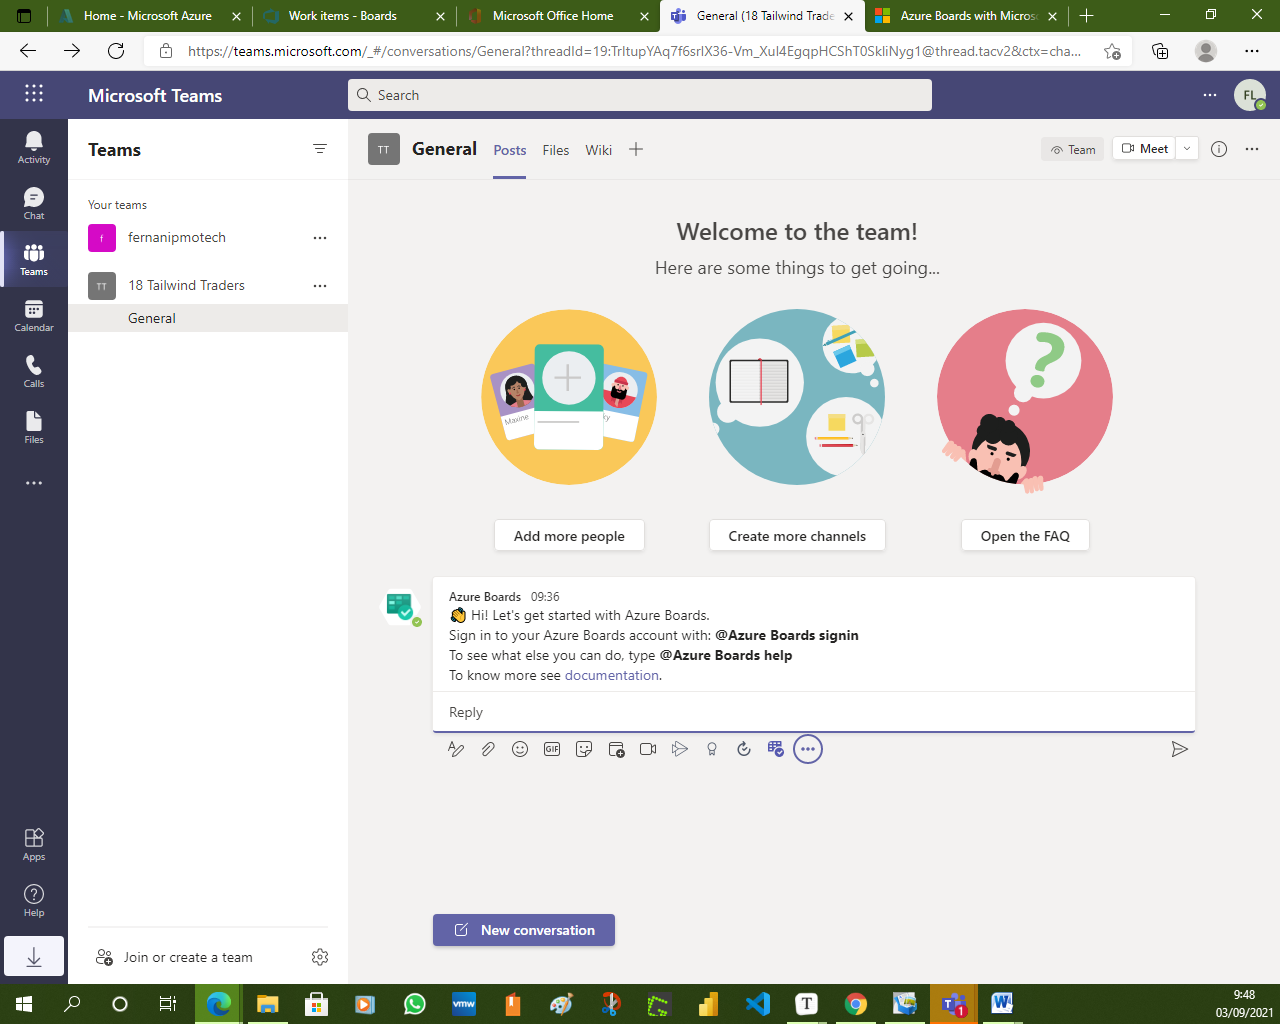 Home - Microsoft Azure
Work items - Boards
Microsoft Office Home
General (18 Tailwind Trade
Azure Boards with Micros
https://teams.microsoft.com/_#/conversations/General?threadId=19:TrItupYAq7f6srIX36-Vm_XuI4EgqpHCShT0SkIiNyg1@thread.tacv2&ctx=cha...
Microsoft Teams
Search
FL
Activity
Chat
Teams
Calendar
Calls
Files
Apps
Help
Teams
Your teams
f
fernanipmotech
TT
18 Tailwind Traders
General
Join or create a team
TT
General
Posts
Files
Wiki
Team
Meet
Welcome to the team!
Here are some things to get going...
Maxine
ky
Add more people
Create more channels
Open the FAQ
Azure Boards 09:36
Hi! Let's get started with Azure Boards.
Sign in to your Azure Boards account with: @Azure Boards signin
To see what else you can do, type @Azure Boards help
To know more see documentation.
Reply
GIF
New conversation
vmw
T
1
9:48
03/09/2021